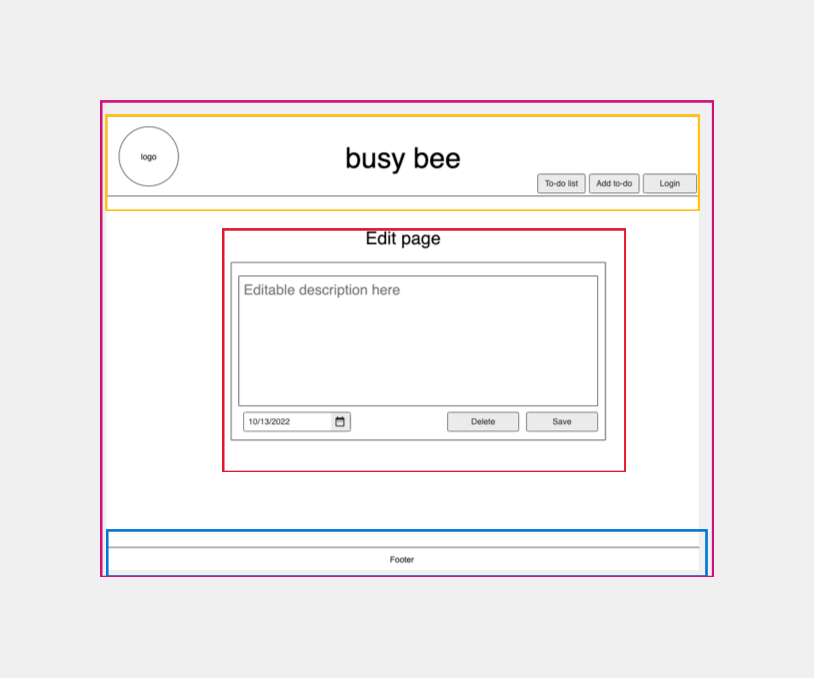 logo
busy bee
To-do list
Add to-do
Login
Edit page
Editable description here
10/13/2022
Delete
Save
Footer